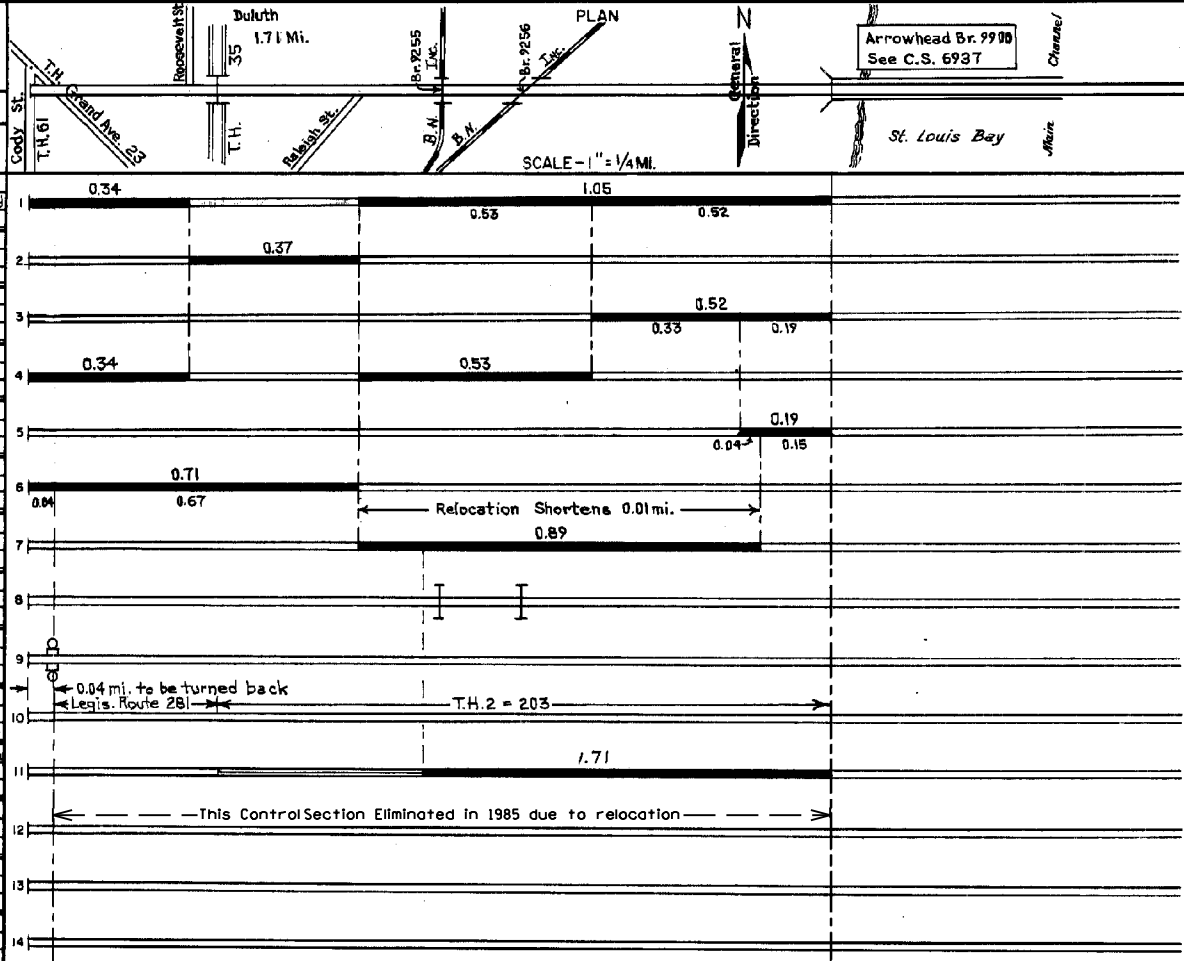 Duluth
1.71 Mi.
PLAN
N
Roosevelt St.
35
T.H.
Br. 9255
Inc.
Br. 9256
Inc.
General
Direction
Arrowhead Br. 9900
See C.S. 6937
Channel
Main
Cody St.
T.H. 61
T.H.
Grand Ave. 23
Raleigh St.
B.N.
B.N.
St. Louis Bay
SCALE - 1" = 1/4 MI.
1
0.34
1.05
0.53
0.52
2
0.37
3
0.52
0.33
0.19
4
0.34
0.53
5
0.19
0.04
0.15
6
0.71
0.04
0.67
Relocation Shortens 0.01 mi.
7
0.89
8
9
0.04 mi. to be turned back
Legis. Route 281
T.H. 2 = 203
10
11
1.71
This Control Section Eliminated in 1985 due to relocation
12
13
14